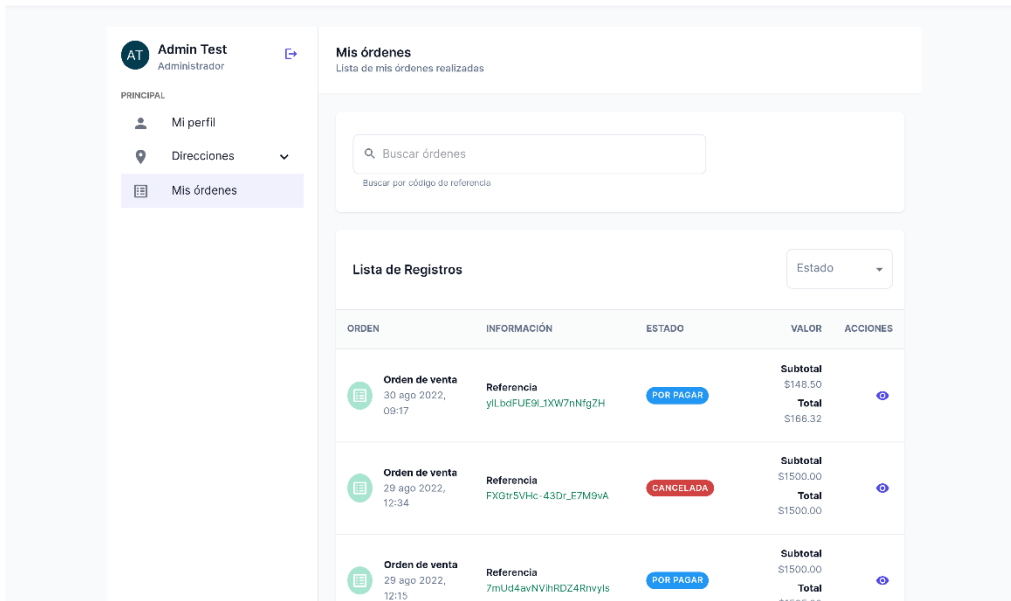 AT
Admin Test
Administrador
PRINCIPAL
Mi perfil
Direcciones
Mis órdenes
Mis órdenes
Lista de mis órdenes realizadas
Buscar órdenes
Buscar por código de referencia
Lista de Registros
Estado
ORDEN INFORMACIÓN ESTADO VALOR ACCIONES
Orden de venta
30 ago 2022,
09:17
Referencia
POR PAGAR
Subtotal
$148.50
Total
$166.32
Orden de venta
29 ago 2022,
12:34
Referencia
FXGtr5VHc-43Dr_E7M9vA
CANCELADA
Subtotal
$1500.00
Total
$1500.00
Orden de venta
29 ago 2022,
12:15
Referencia
POR PAGAR
Subtotal
$1500.00
Total